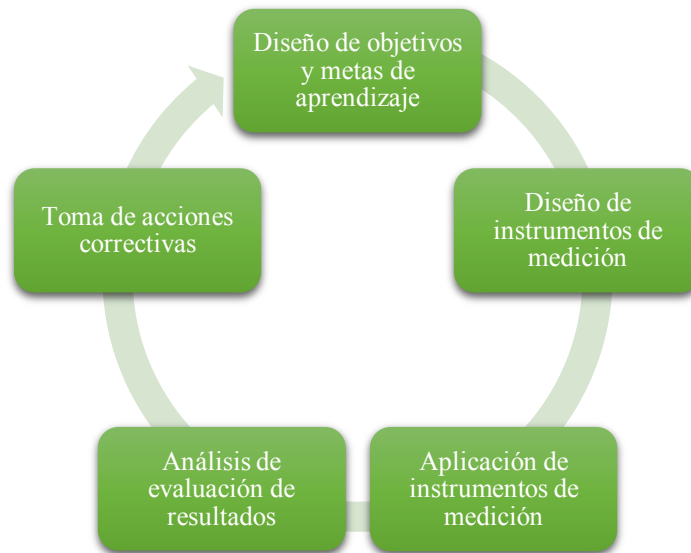 Diseño de objetivos
y metas de
aprendizaje
Diseño de
instrumentos de
medición
Aplicación de
instrumentos de
medición
Análisis de
evaluación de
resultados
Toma de acciones
correctivas